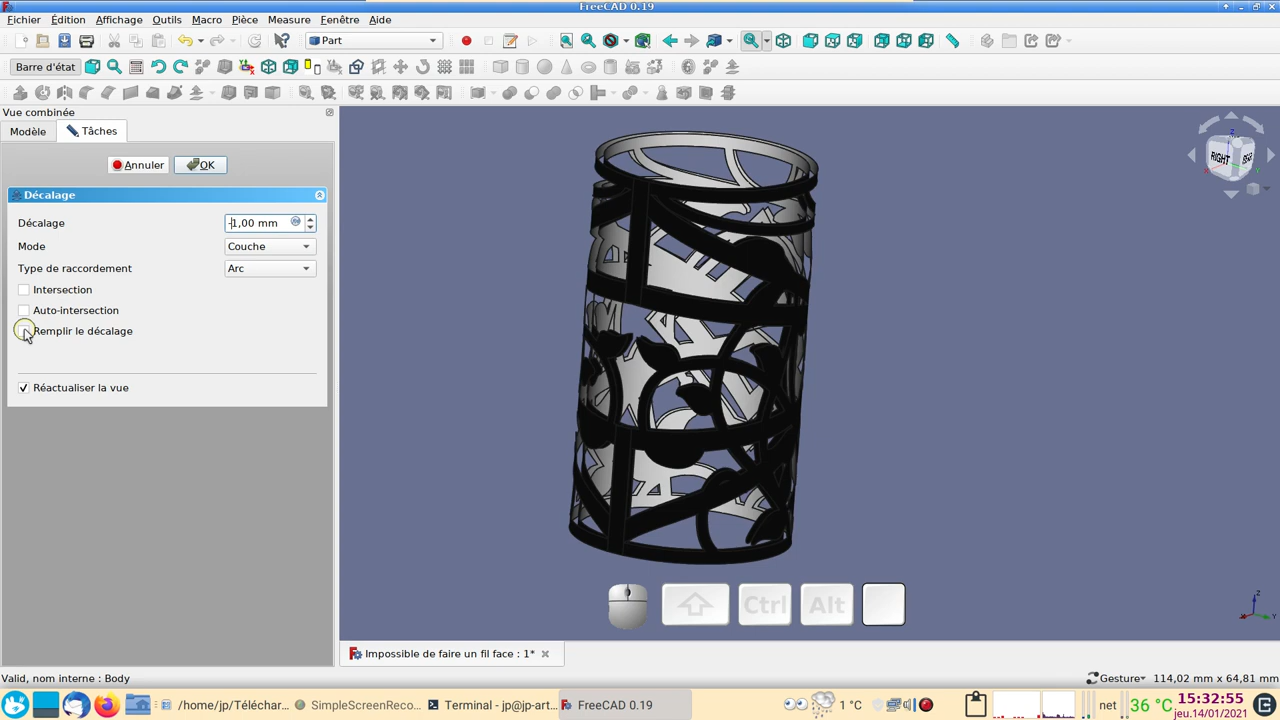 FreeCAD 0.19
Fichier Édition Affichage Outils Macro Pièce Measure Fenêtre Aide
Part
Barre d'état
Vue combinée
Modèle Tâches
Annuler OK
Décalage
Décalage -1,00 mm
Mode Couche
Type de raccordement Arc
Intersection
Auto-intersection
Remplir le décalage
Réactualiser la vue
RIGHT
Z
Ctrl Alt
Impossible de faire un fil face : 1*
Valid, nom interne : Body Gesture 114,02 mm x 64,81 mm
/home/jp/Téléchar... SimpleScreenReco... Terminal - jp@jp-art... FreeCAD 0.19 1 °C net 36 °C 15:32:55
jeu.14/01/2021